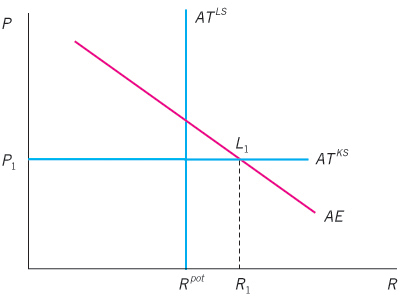 P
AT^LS
L₁
P₁
AT^KS
AE
R^pot
R₁
R